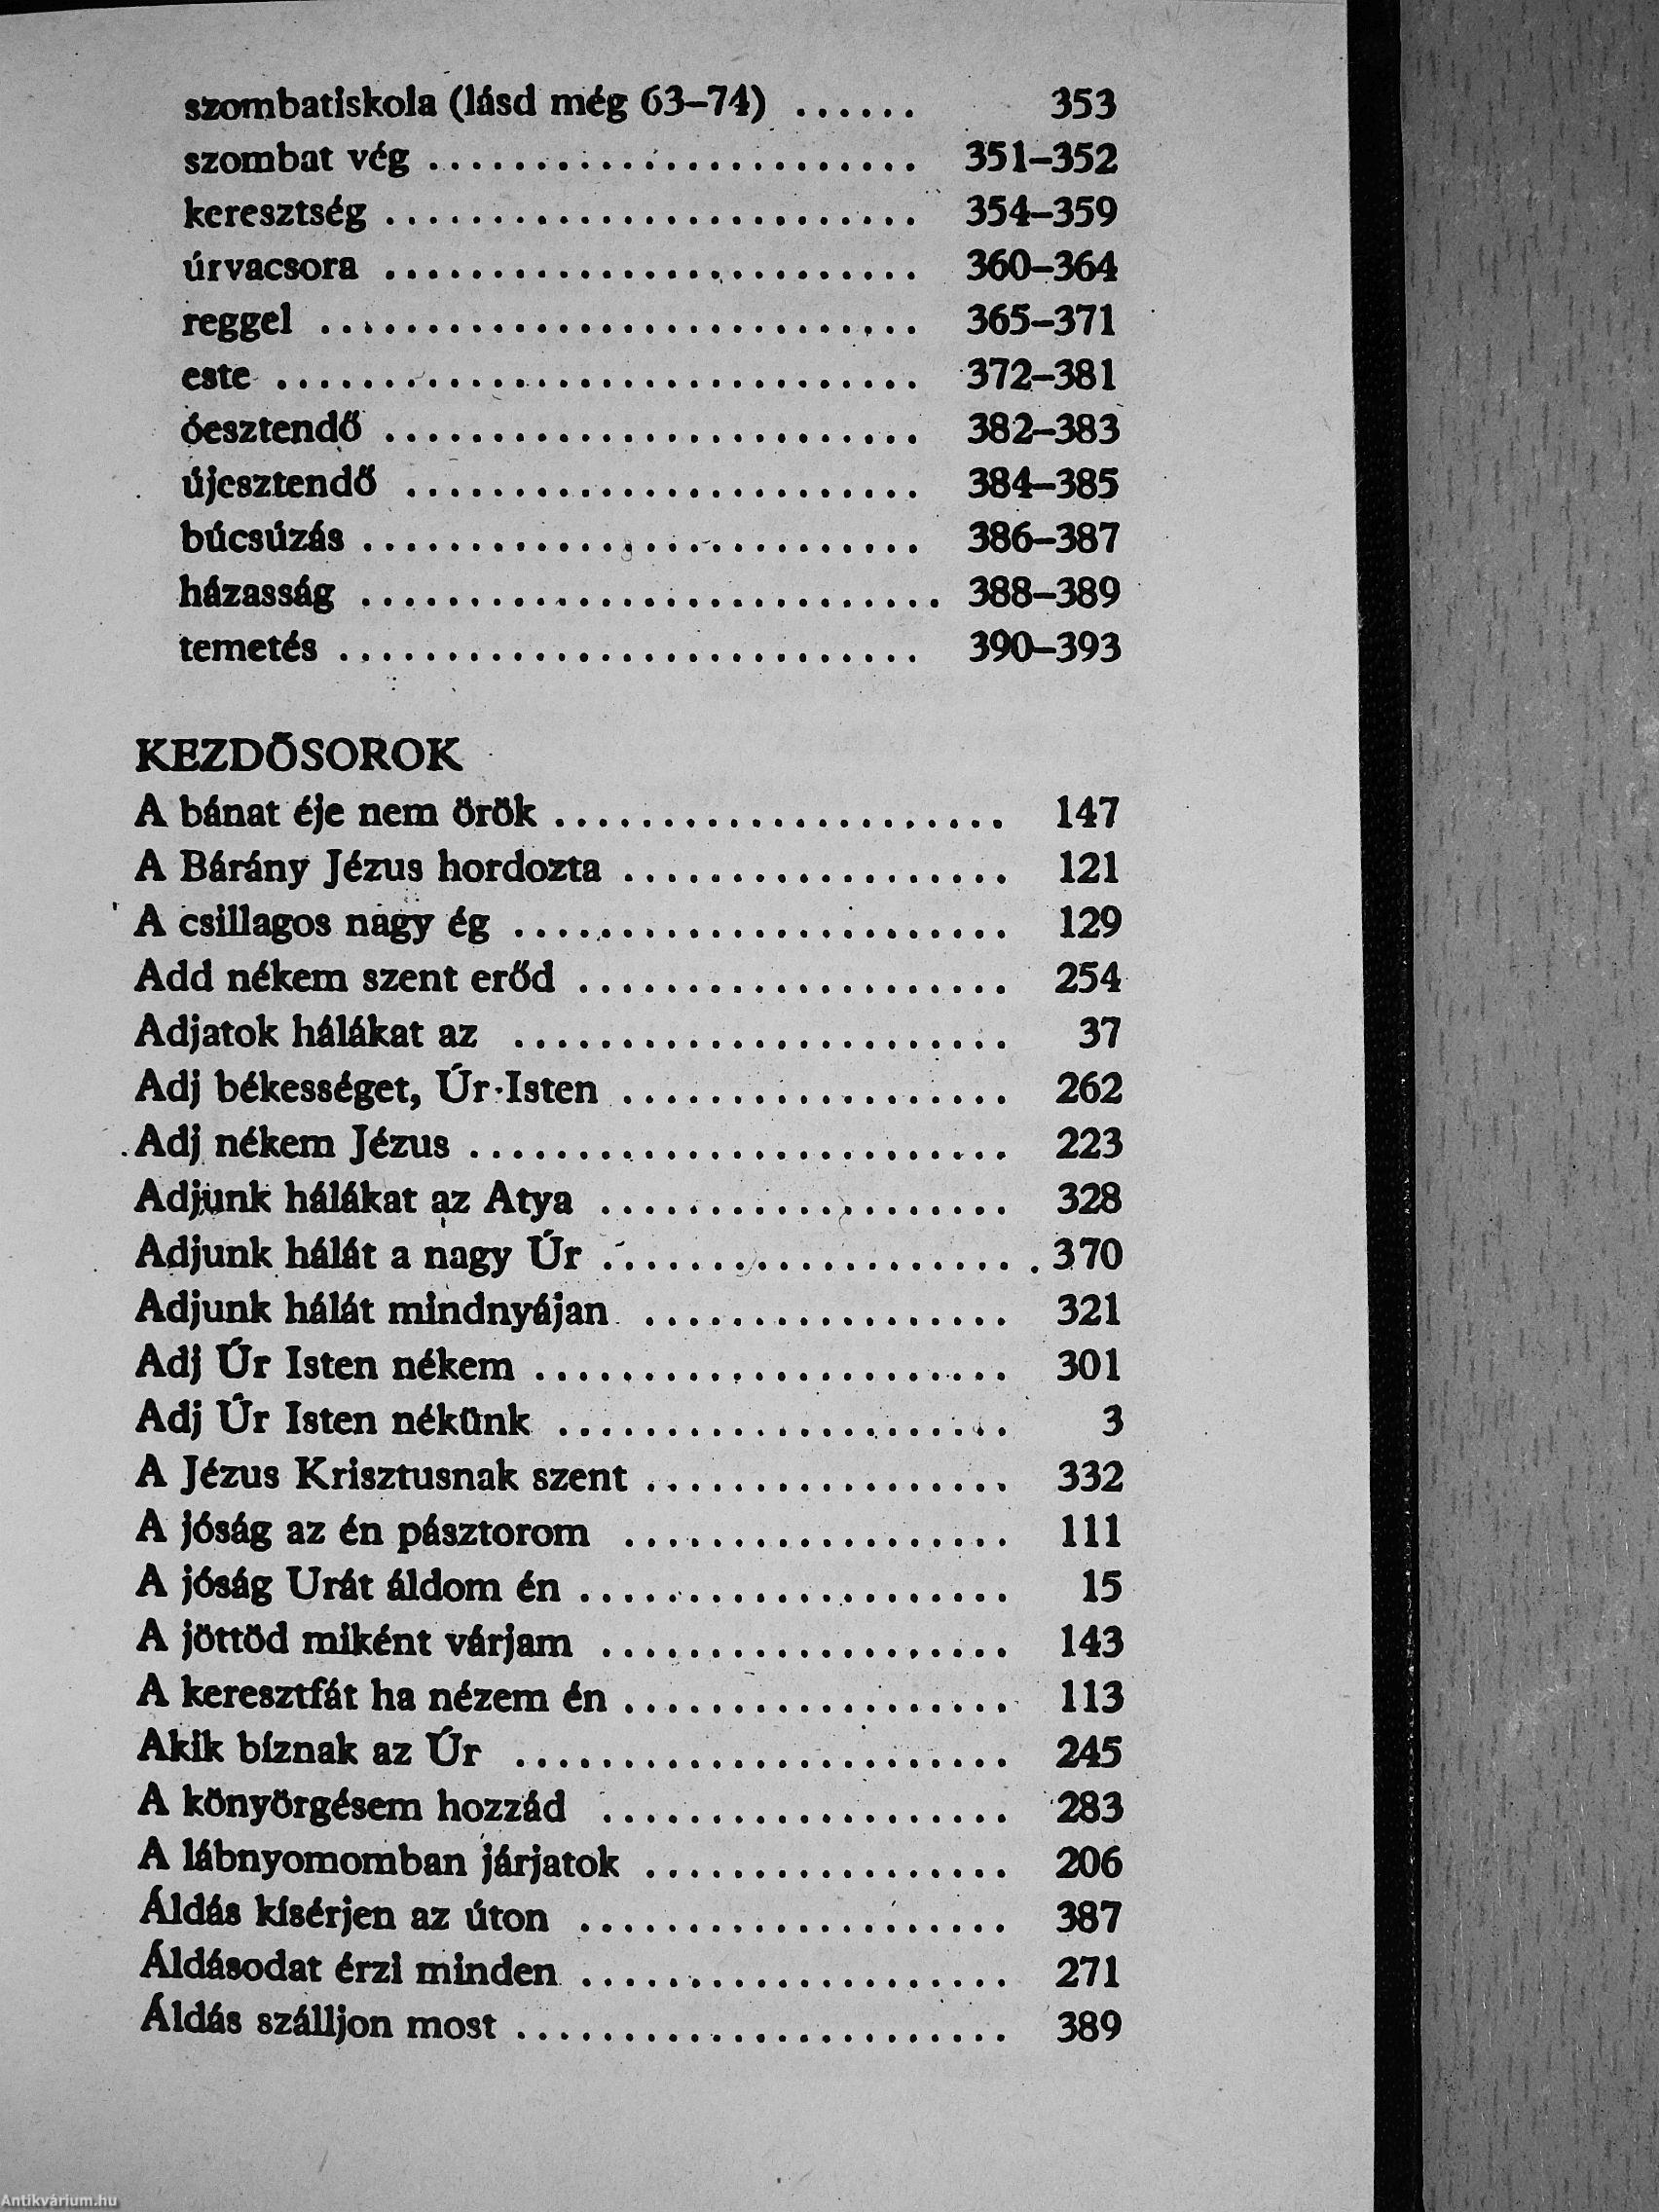 szombatiskola (lásd még 63–74) ...... 353
szombat vég ....................... 351–352
keresztség ......................... 354–359
úrvacsora ......................... 360–364
reggel ............................ 365–371
este .............................. 372–381
óesztendő ......................... 382–383
újesztendő ........................ 384–385
búcsúzás .......................... 386–387
házasság ........................... 388–389
temetés ........................... 390–393
KEZDŐSOROK
A bánat éje nem örök ..................... 147
A Bárány Jézus hordozta .................. 121
A csillagos nagy ég ....................... 129
Add nékem szent erőd .................... 254
Adjatok hálákat az ....................... 37
Adj békességet, Úr Isten .................. 262
Adj nékem Jézus ......................... 223
Adjunk hálákat az Atya ................... 328
Adjunk hálát a nagy Úr .................... 370
Adjunk hálát mindnyájan ................. 321
Adj Úr Isten nékem ...................... 301
Adj Úr Isten nékünk ..................... 3
A Jézus Krisztusnak szent ................. 332
A jóság az én pásztorom .................. 111
A jóság Urát áldom én .................... 15
A jöttöd miként várjam ................... 143
A keresztfát ha nézem én .................. 113
Akik bíznak az Úr ....................... 245
A könyörgésem hozzád ................... 283
A lábnyomomban járjatok ................. 206
Áldás kísérjen az úton .................... 387
Áldásodat érzi minden .................... 271
Áldás szálljon most ....................... 389
Antikvárium.hu